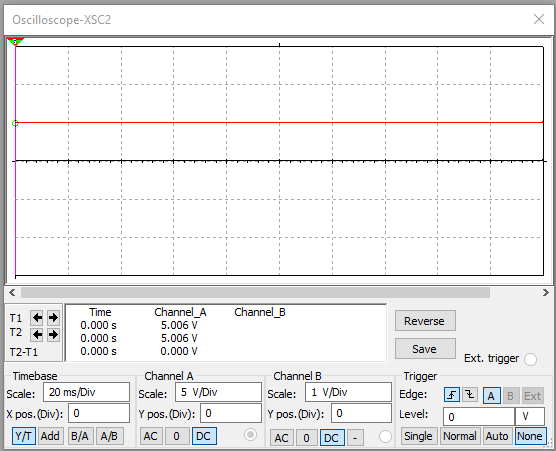 Oscilloscope-XSC2
Time Channel_A Channel_B
T1 0.000 s 5.006 V
T2 0.000 s 5.006 V
T2-T1 0.000 s 0.000 V
Reverse
Save
Ext. trigger
Timebase
Scale: 20 ms/Div
X pos.(Div): 0
Y/T Add B/A A/B
Channel A
Scale: 5 V/Div
Y pos.(Div): 0
AC 0 DC
Channel B
Scale: 1 V/Div
Y pos.(Div): 0
AC 0 DC -
Trigger
Edge: A B Ext
Level: 0 V
Single Normal Auto None